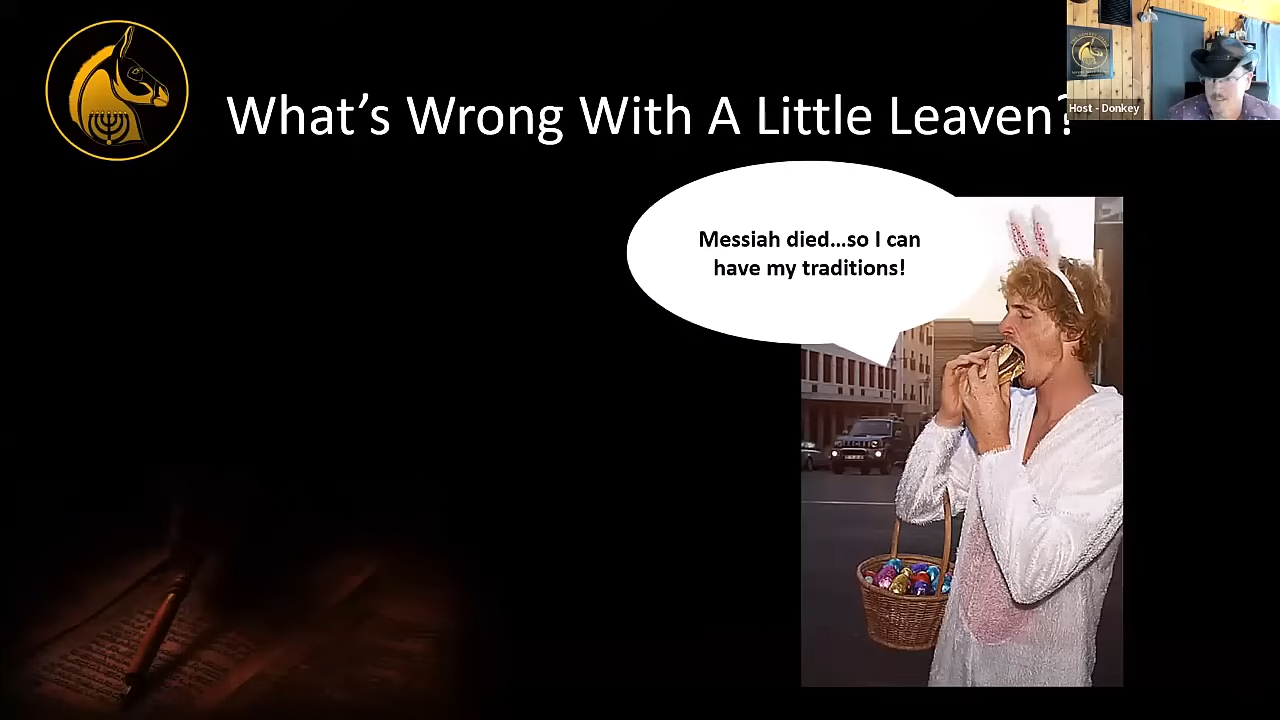 What's Wrong With A Little Leaven?
Host - Donkey
Messiah died...so I can
have my traditions!